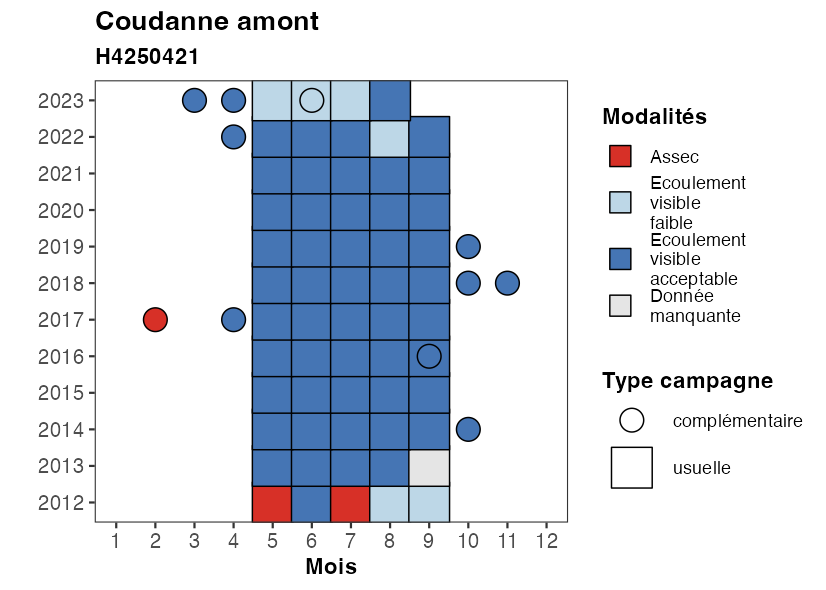 Coudanne amont
H4250421
2023
2022
2021
2020
2019
2018
2017
2016
2015
2014
2013
2012
1 2 3 4 5 6 7 8 9 10 11 12
Mois
Modalités
Assec
Ecoulement
visible
faible
Ecoulement
visible
acceptable
Donnée
manquante
Type campagne
complémentaire
usuelle